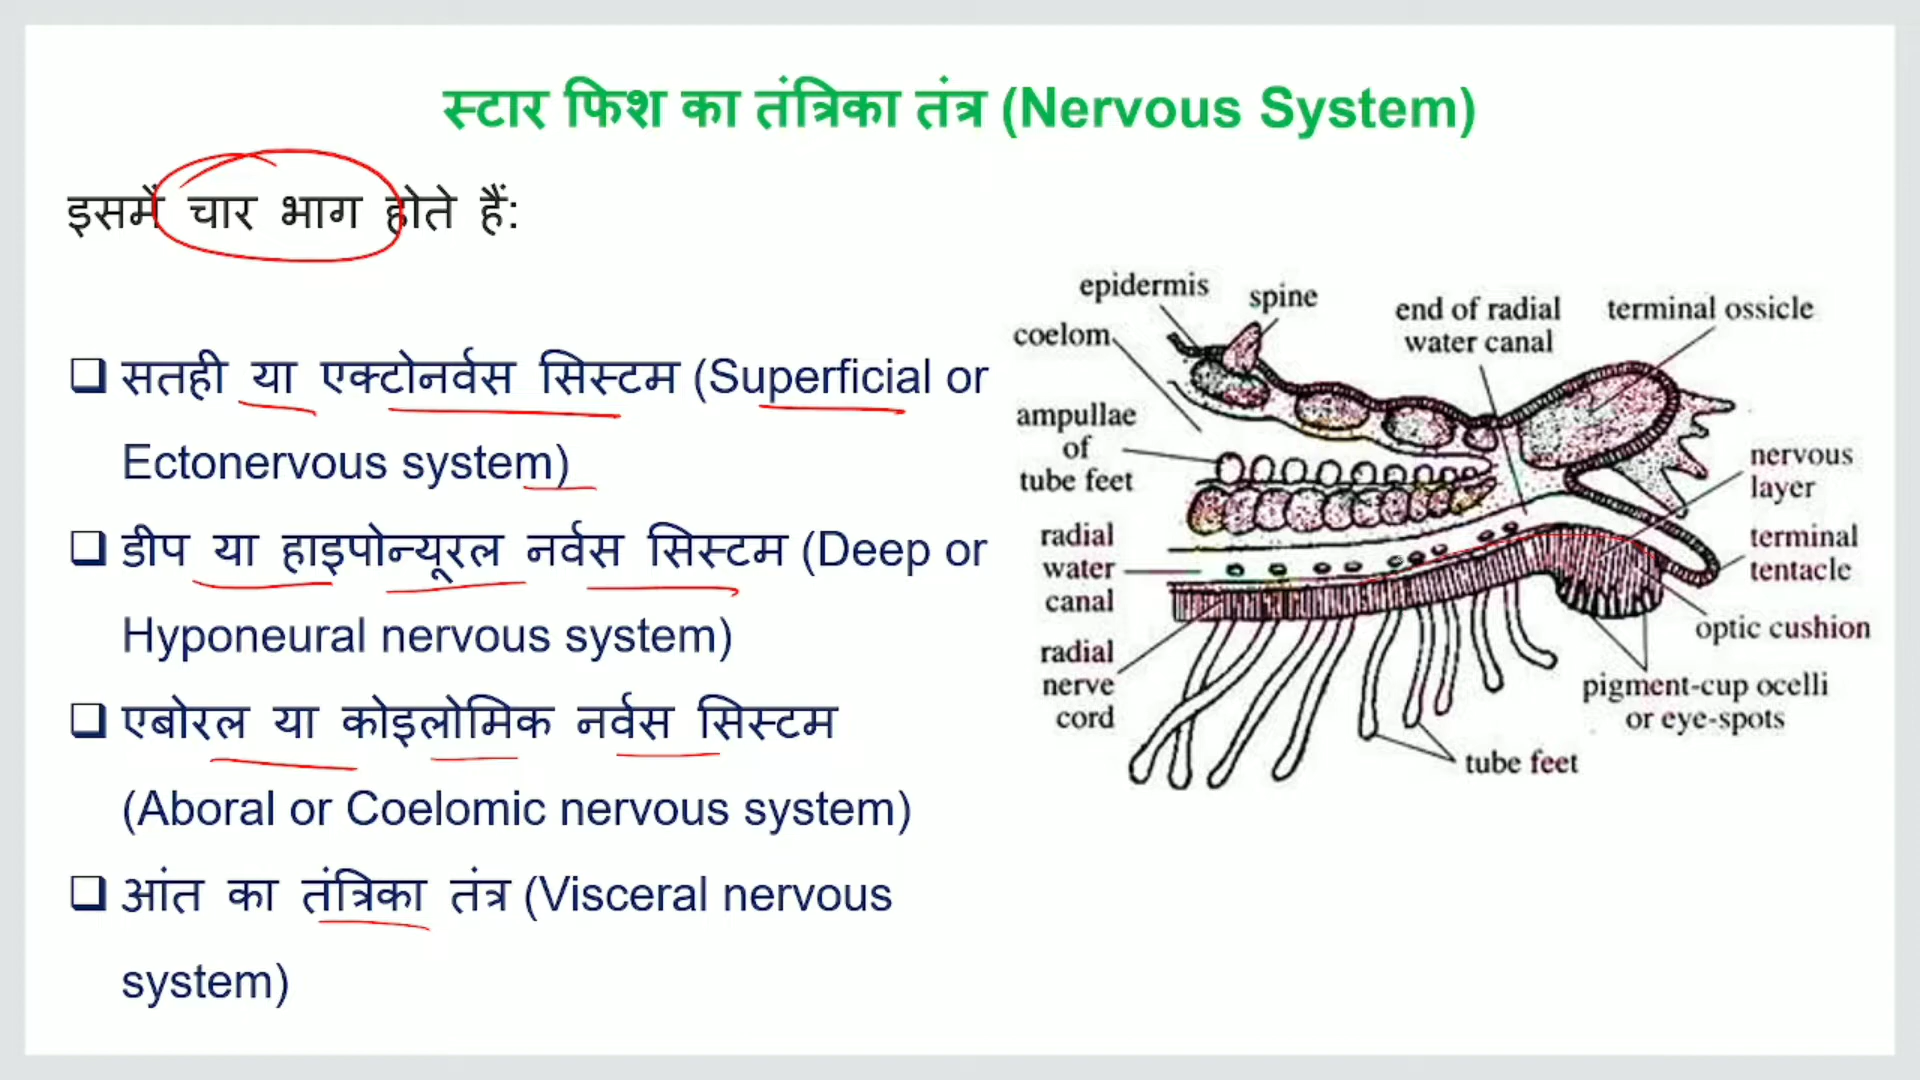 स्टार फिश का तंत्रिका तंत्र (Nervous System)
इसमें चार भाग होते हैं:
❑ सतही या एक्टोनर्वस सिस्टम (Superficial or
Ectonervous system)
❑ डीप या हाइपोन्यूरल नर्वस सिस्टम (Deep or
Hyponeural nervous system)
❑ एबोरल या कोइलोमिक नर्वस सिस्टम
(Aboral or Coelomic nervous system)
❑ आंत का तंत्रिका तंत्र (Visceral nervous
system)
epidermis
spine
coelom
end of radial
water canal
terminal ossicle
ampullae
of
tube feet
nervous
layer
radial
water
canal
terminal
tentacle
optic cushion
radial
nerve
cord
pigment-cup ocelli
or eye-spots
tube feet